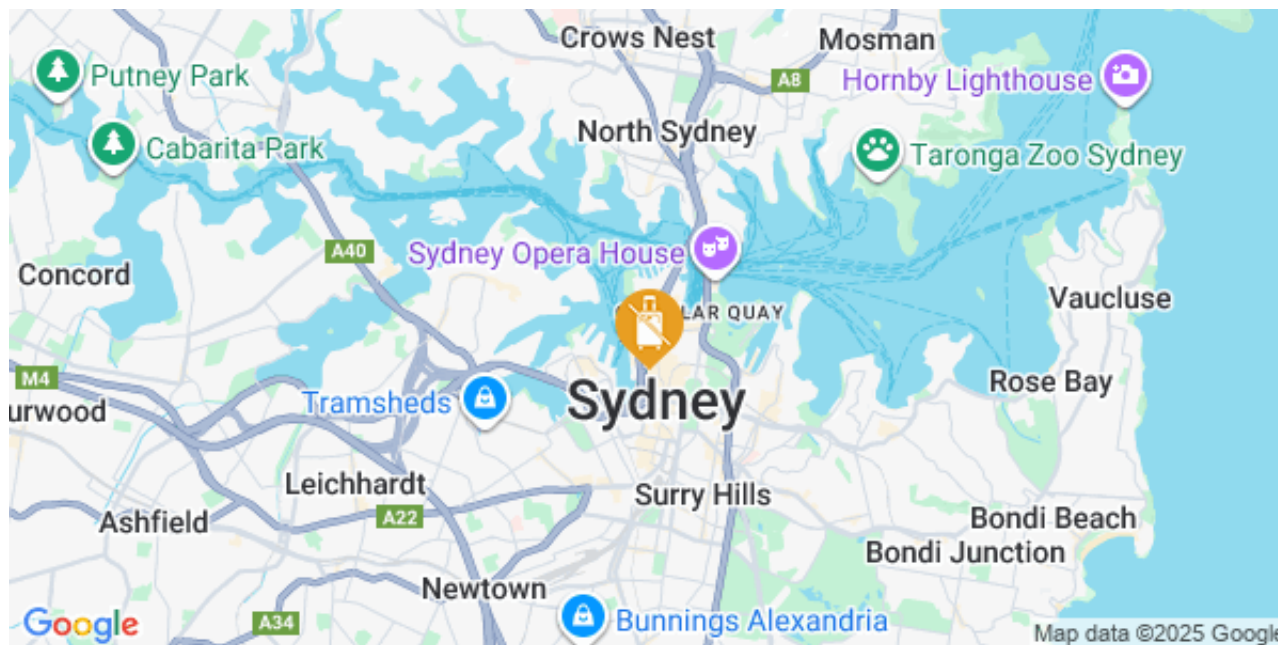 Crows Nest
Mosman
Putney Park
Hornby Lighthouse
A8
North Sydney
Cabarita Park
Taronga Zoo Sydney
A40
Sydney Opera House
Concord
Vaucluse
LAR QUAY
M4
Rose Bay
urwood
Tramsheds
Sydney
Leichhardt
Surry Hills
A22
Ashfield
Bondi Beach
Bondi Junction
Newtown
Google
A34
Bunnings Alexandria
Map data ©2025 Google